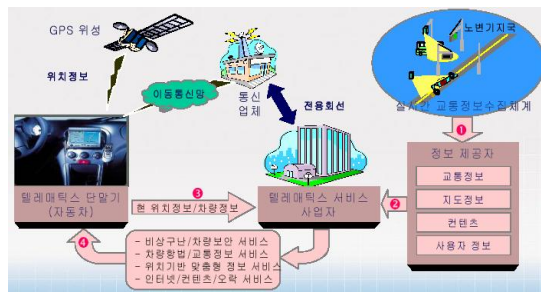 GPS 위성
노변기지국
위치정보
이동통신망
통신
업체
전용회선
실시간 교통정보수집체계
❶
정보 제공자
교통정보
지도정보
컨텐츠
사용자 정보
텔레매틱스 단말기
(자동차)
❸
현 위치정보/차량정보
텔레매틱스 서비스
사업자
❷
❹
- 비상구난/차량보안 서비스
- 차량항법/교통정보 서비스
- 위치기반 맞춤형 정보 서비스
- 인터넷/컨텐츠/오락 서비스